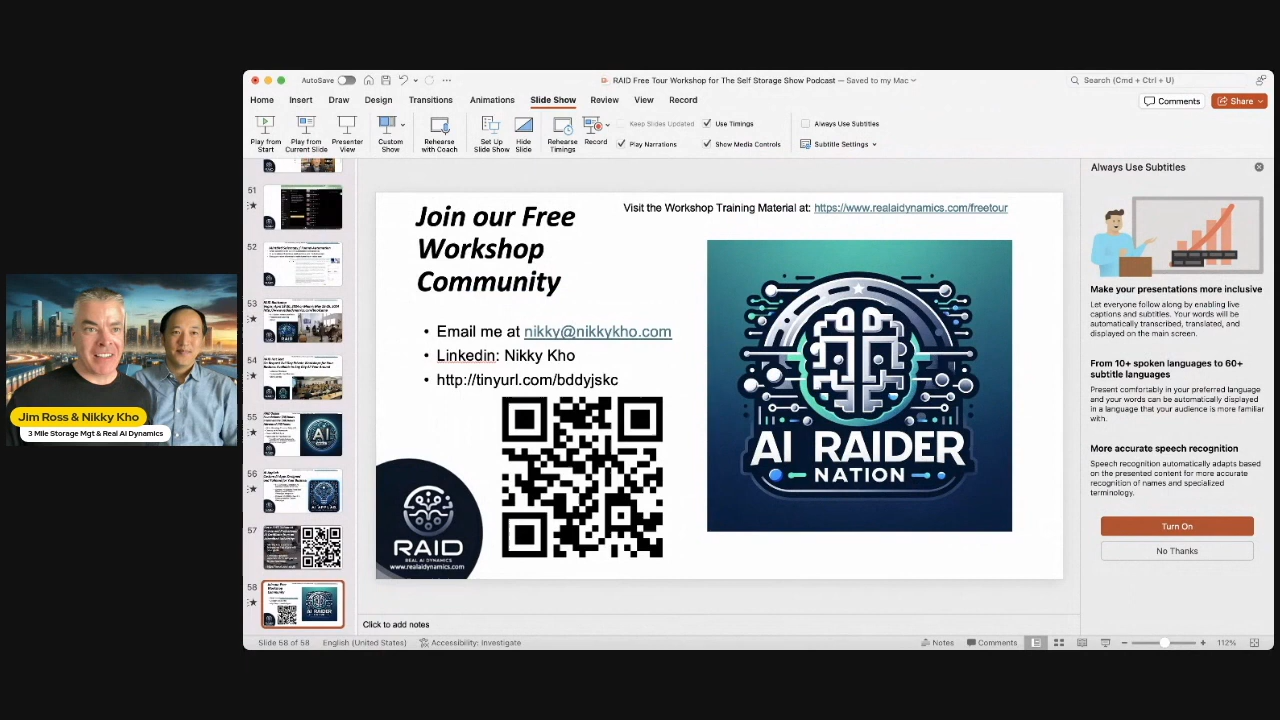 AutoSave
RAID Free Tour Workshop for The Self Storage Show Podcast — Saved to my Mac
Search (Cmd + Ctrl + U)
Home Insert Draw Design Transitions Animations Slide Show Review View Record
Comments
Share
Play from Start
Play from Current Slide
Presenter View
Custom Show
Rehearse with Coach
Set Up Slide Show
Hide Slide
Rehearse Timings
Record
Keep Slides Updated
Use Timings
Play Narrations
Show Media Controls
Always Use Subtitles
Subtitle Settings
51
52
53
54
55
56
57
58
Jim Ross & Nikky Kho
3 Mile Storage Mgt & Real AI Dynamics
Join our Free
Workshop
Community
Visit the Workshop Training Material at: https://www.realaidynamics.com/freetour
• Email me at nikky@nikkykho.com
• Linkedin: Nikky Kho
• http://tinyurl.com/bddyjskc
RAID
REAL AI DYNAMICS
www.realaidynamics.com
AI RAIDER
NATION
Always Use Subtitles
Make your presentations more inclusive
Let everyone follow along by enabling live
captions and subtitles. Your words will be
automatically transcribed, translated, and
displayed on the main screen.
From 19+ spoken languages to 60+
subtitle languages
Present comfortably in your preferred language
and your words can be automatically displayed
in a language that your audience is more familiar
with.
More accurate speech recognition
Speech recognition automatically adapts based
on the presented content for more accurate
recognition of names and specialized
terminology.
Turn On
No Thanks
Click to add notes
Slide 58 of 58 English (United States) Accessibility: Investigate
Notes Comments 112%